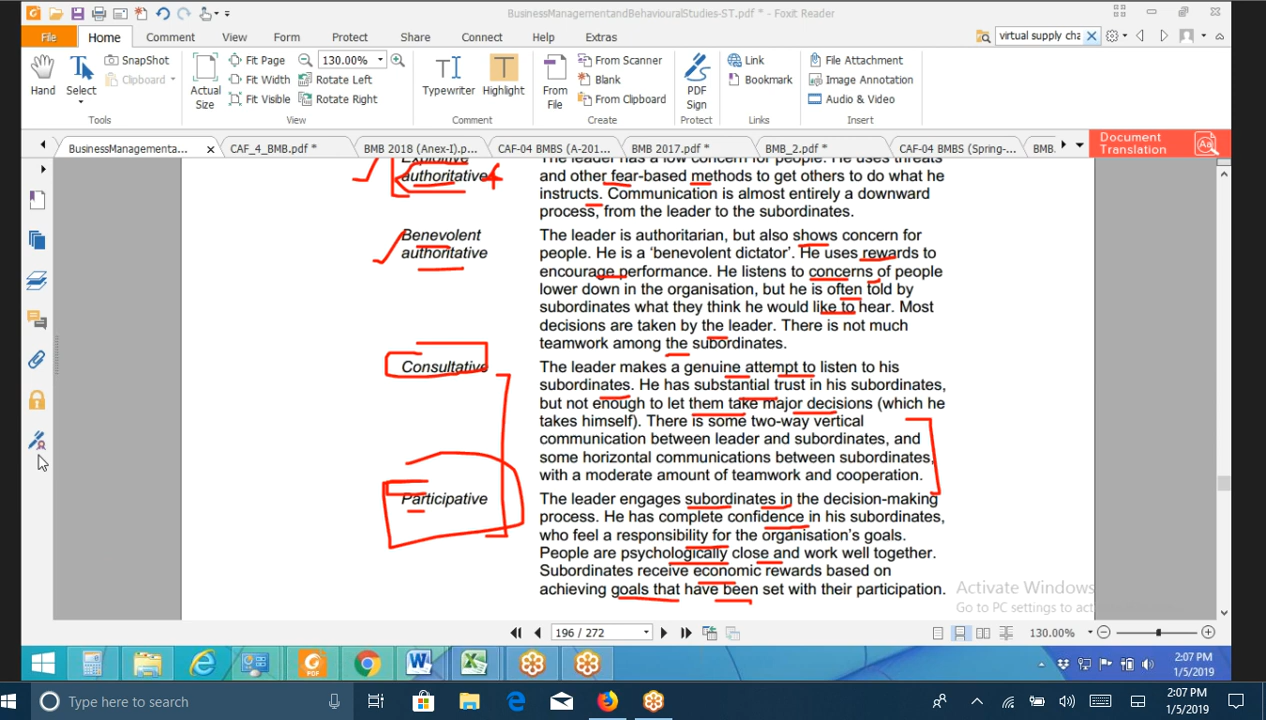 BusinessManagementandBehaviouralStudies-ST.pdf * - Foxit Reader
File Home Comment View Form Protect Share Connect Help Extras
virtual supply cha
Hand
Select
SnapShot
Clipboard
Tools
Actual Size
Fit Page
Fit Width
Fit Visible
130.00%
Rotate Left
Rotate Right
View
Typewriter
Highlight
Comment
From File
From Scanner
Blank
From Clipboard
Create
PDF Sign
Protect
Link
Bookmark
Links
File Attachment
Image Annotation
Audio & Video
Insert
BusinessManagementa...
CAF_4_BMB.pdf *
BMB 2018 (Anex-I).p...
CAF-04 BMBS (A-201...
BMB 2017.pdf *
BMB_2.pdf *
CAF-04 BMBS (Spring-...
BMB
Document Translation
Exploitive authoritative
The leader has a low concern for people. He uses threats
and other fear-based methods to get others to do what he
instructs. Communication is almost entirely a downward
process, from the leader to the subordinates.
Benevolent authoritative
The leader is authoritarian, but also shows concern for
people. He is a ‘benevolent dictator’. He uses rewards to
encourage performance. He listens to concerns of people
lower down in the organisation, but he is often told by
subordinates what they think he would like to hear. Most
decisions are taken by the leader. There is not much
teamwork among the subordinates.
Consultative
The leader makes a genuine attempt to listen to his
subordinates. He has substantial trust in his subordinates,
but not enough to let them take major decisions (which he
takes himself). There is some two-way vertical
communication between leader and subordinates, and
some horizontal communications between subordinates,
with a moderate amount of teamwork and cooperation.
Participative
The leader engages subordinates in the decision-making
process. He has complete confidence in his subordinates,
who feel a responsibility for the organisation’s goals.
People are psychologically close and work well together.
Subordinates receive economic rewards based on
achieving goals that have been set with their participation.
Activate Windows
Go to PC settings to act
196 / 272
130.00%
2:07 PM
1/5/2019
Type here to search
2:07 PM
1/5/2019